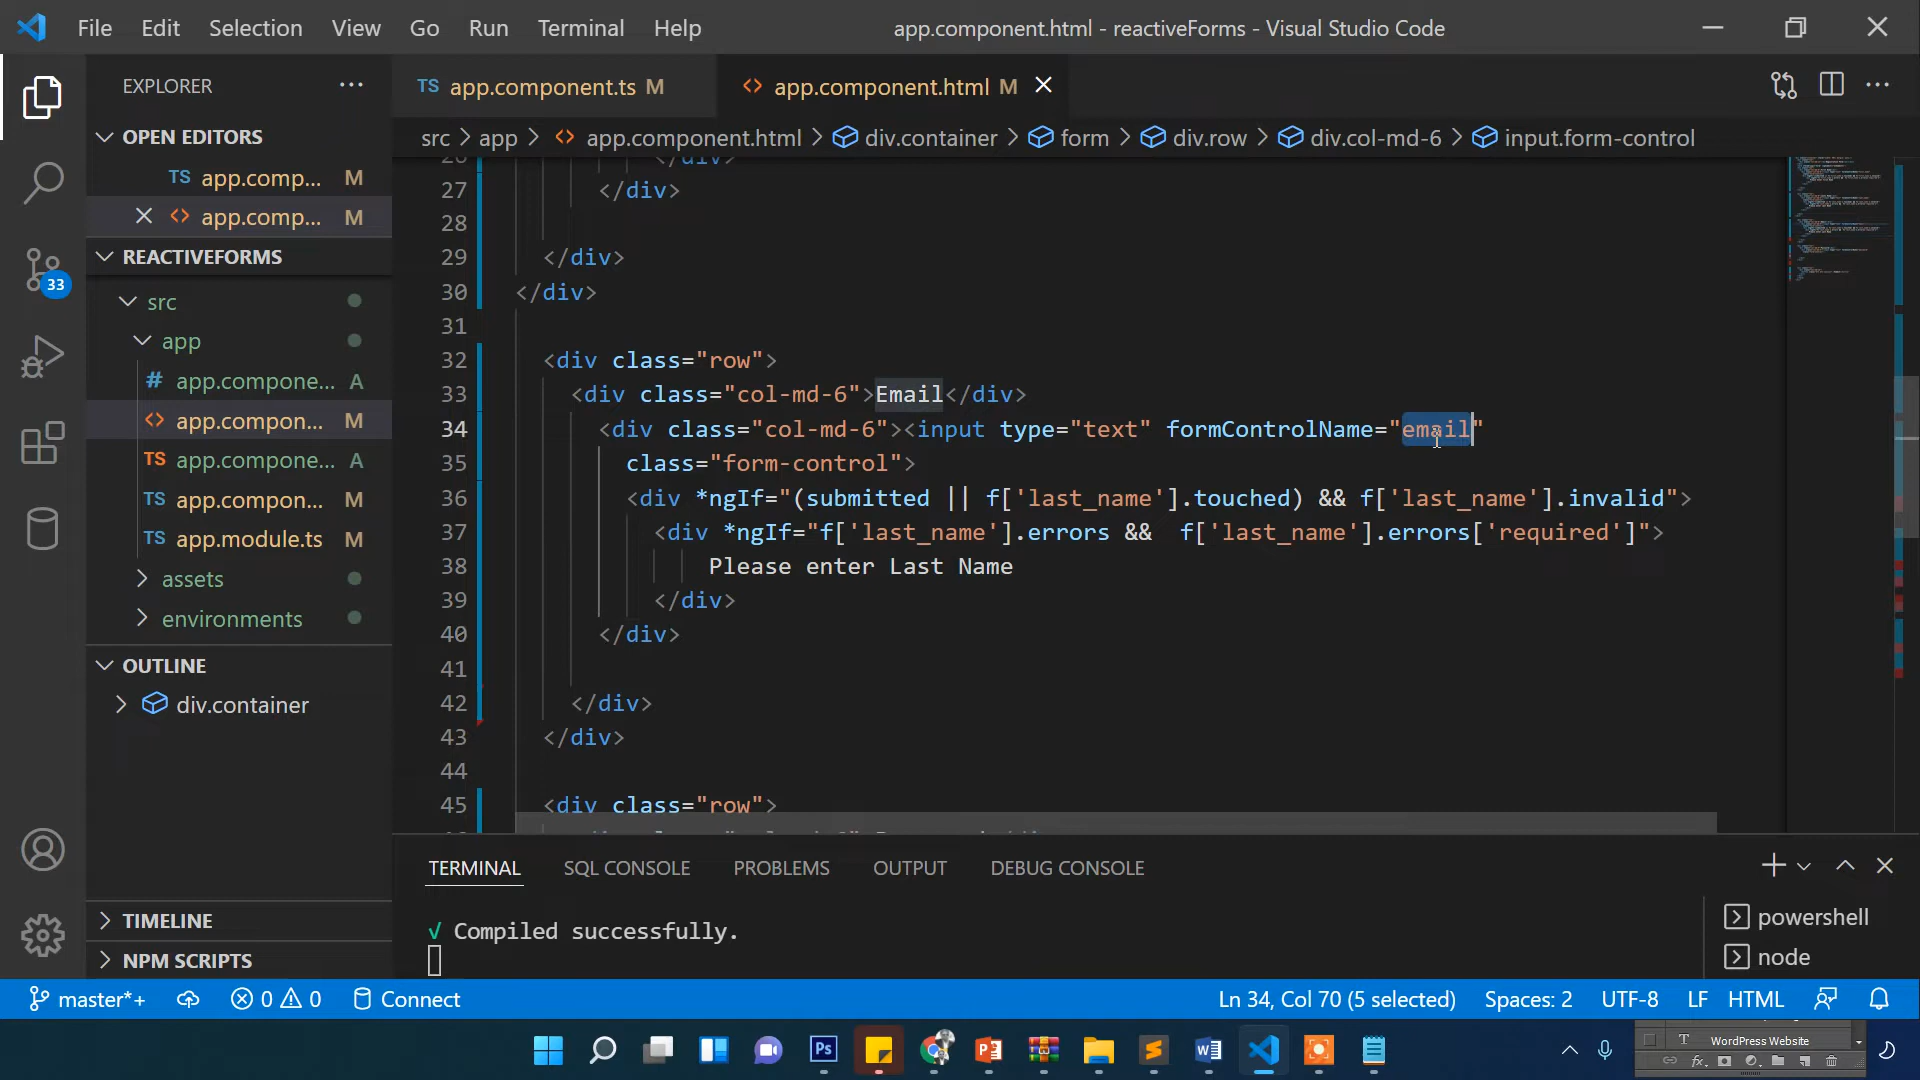 File Edit Selection View Go Run Terminal Help
app.component.html - reactiveForms - Visual Studio Code
EXPLORER
OPEN EDITORS
TS app.comp... M
app.comp... M
REACTIVEFORMS
src
app
# app.compone... A
app.compon... M
TS app.compone... A
TS app.compon... M
TS app.module.ts M
assets
environments
OUTLINE
div.container
TIMELINE
NPM SCRIPTS
33
TS app.component.ts M
app.component.html M
src > app > app.component.html > div.container > form > div.row > div.col-md-6 > input.form-control
26 </div>
27 </div>
28
29 </div>
30 </div>
31
32 <div class="row">
33 <div class="col-md-6">Email</div>
34 <div class="col-md-6"><input type="text" formControlName="email"
35 class="form-control">
36 <div *ngIf="(submitted || f['last_name'].touched) && f['last_name'].invalid">
37 <div *ngIf="f['last_name'].errors &&  f['last_name'].errors['required']">
38 Please enter Last Name
39 </div>
40 </div>
41
42 </div>
43 </div>
44
45 <div class="row">
TERMINAL SQL CONSOLE PROBLEMS OUTPUT DEBUG CONSOLE
√ Compiled successfully.
powershell
node
master*+ 0 0 Connect
Ln 34, Col 70 (5 selected) Spaces: 2 UTF-8 LF HTML
Ps
W
T WordPress Website
fx